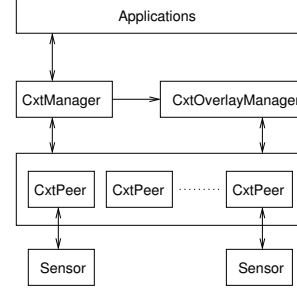 Applications
CxtManager CxtOverlayManager
CxtPeer CxtPeer CxtPeer
Sensor Sensor